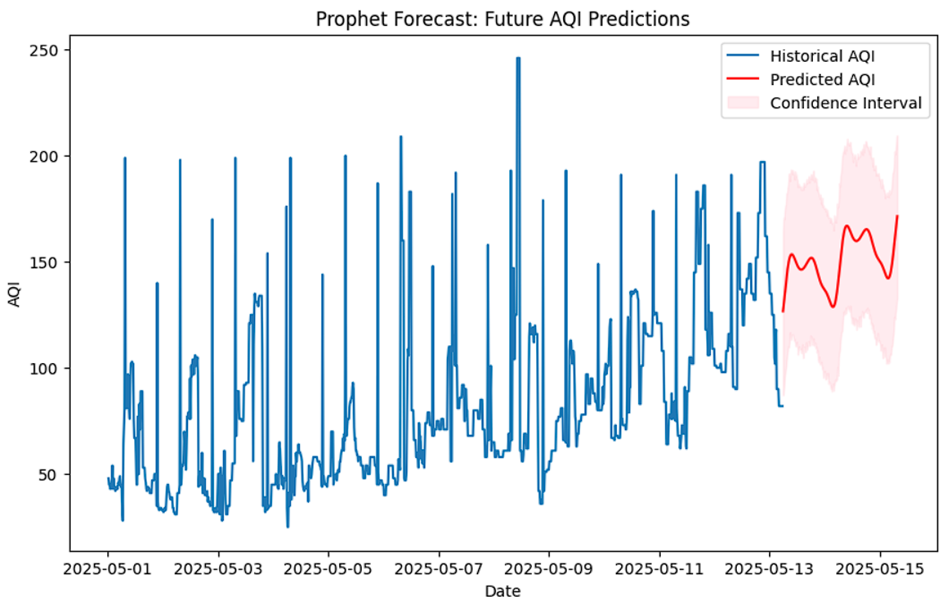 Prophet Forecast: Future AQI Predictions
Historical AQI
Predicted AQI
Confidence Interval
250
200
150
100
50
AQI
2025-05-01 2025-05-03 2025-05-05 2025-05-07 2025-05-09 2025-05-11 2025-05-13 2025-05-15
Date